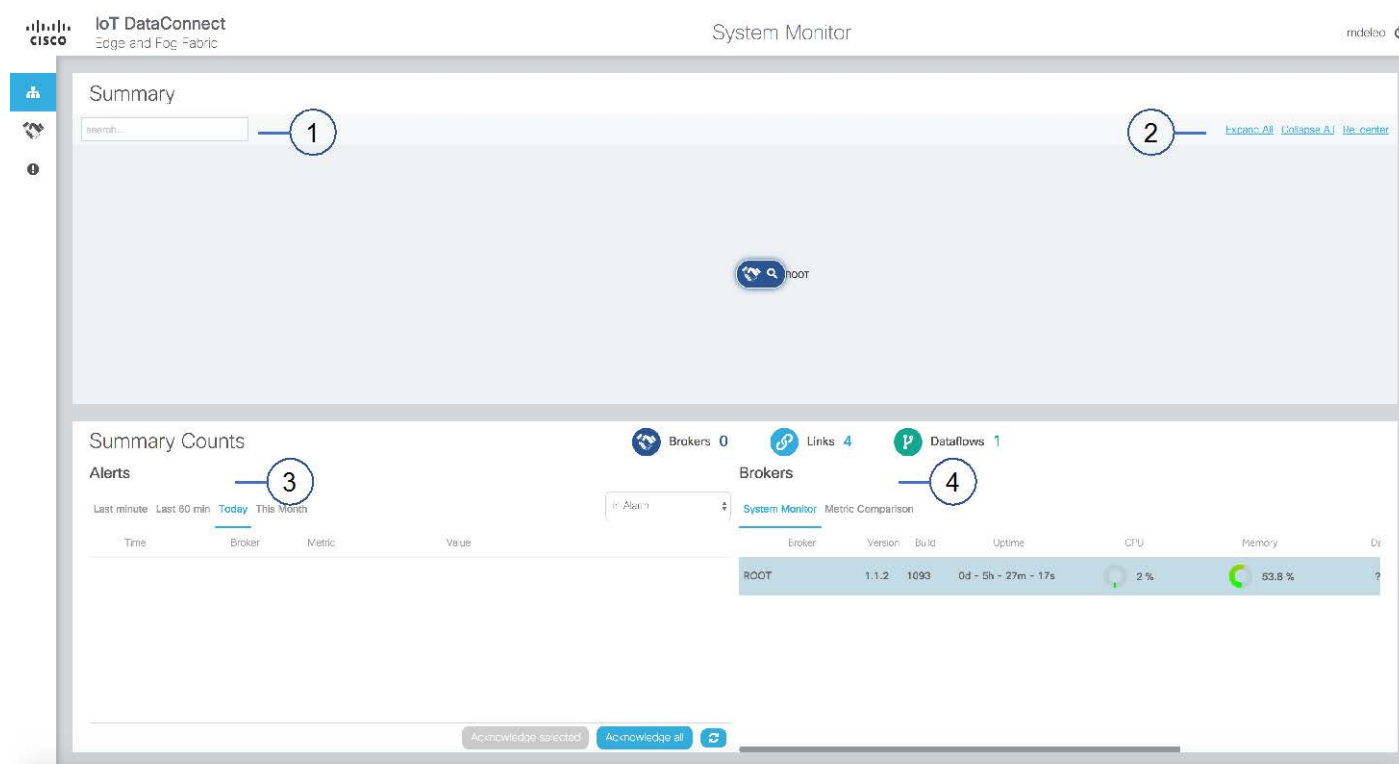 CISCO
IoT DataConnect
Edge and Fog Fabric
System Monitor
mdeleo
Summary
search...
1
2
Expand All Collapse All Re-center
ROOT
Summary Counts
Brokers 0
Links 4
Dataflows 1
Alerts
3
Last minute Last 60 min Today This Month
In Alarm
Time Broker Metric Value
Acknowledge selected
Acknowledge all
Brokers
4
System Monitor Metric Comparison
Broker Version Build Uptime CPU Memory
ROOT 1.1.2 1093 0d - 5h - 27m - 17s 2 % 53.8 % ?